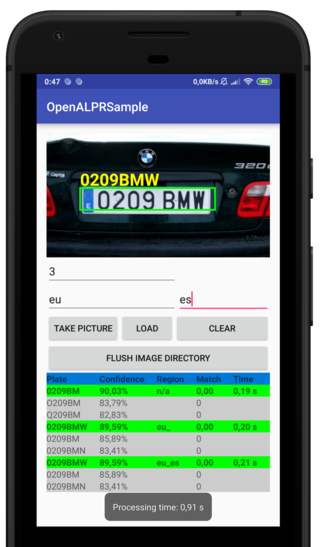 0:47 0,0KB/s
OpenALPRSample
320
0209BMW
E 0209 BMW
3
eu es
TAKE PICTURE LOAD CLEAR
FLUSH IMAGE DIRECTORY
Plate Confidence Region Match Time
0209BM 90,03% n/a 0,00 0,19 s
O209BM 83,79% 0
Q209BM 82,83% 0
0209BMW 89,59% eu_ 0,00 0,20 s
0209BM 85,89% 0
0209BMN 83,41% 0
0209BMW 89,59% eu_es 0,00 0,21 s
0209BM 85,89% 0
0209BMN 83,41% 0
Processing time: 0,91 s